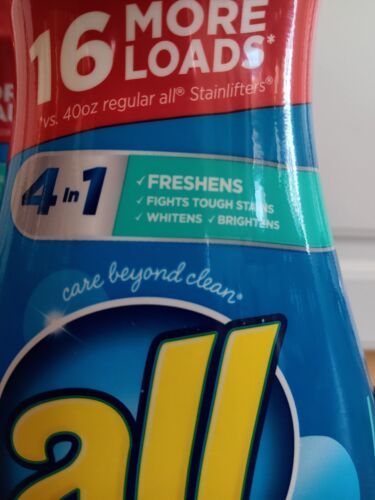 16 MORE
LOADS*
*vs. 40oz regular all® Stainlifters®
4 in 1
✓ FRESHENS
✓ FIGHTS TOUGH STAINS
✓ WHITENS ✓ BRIGHTENS
care beyond clean®
all